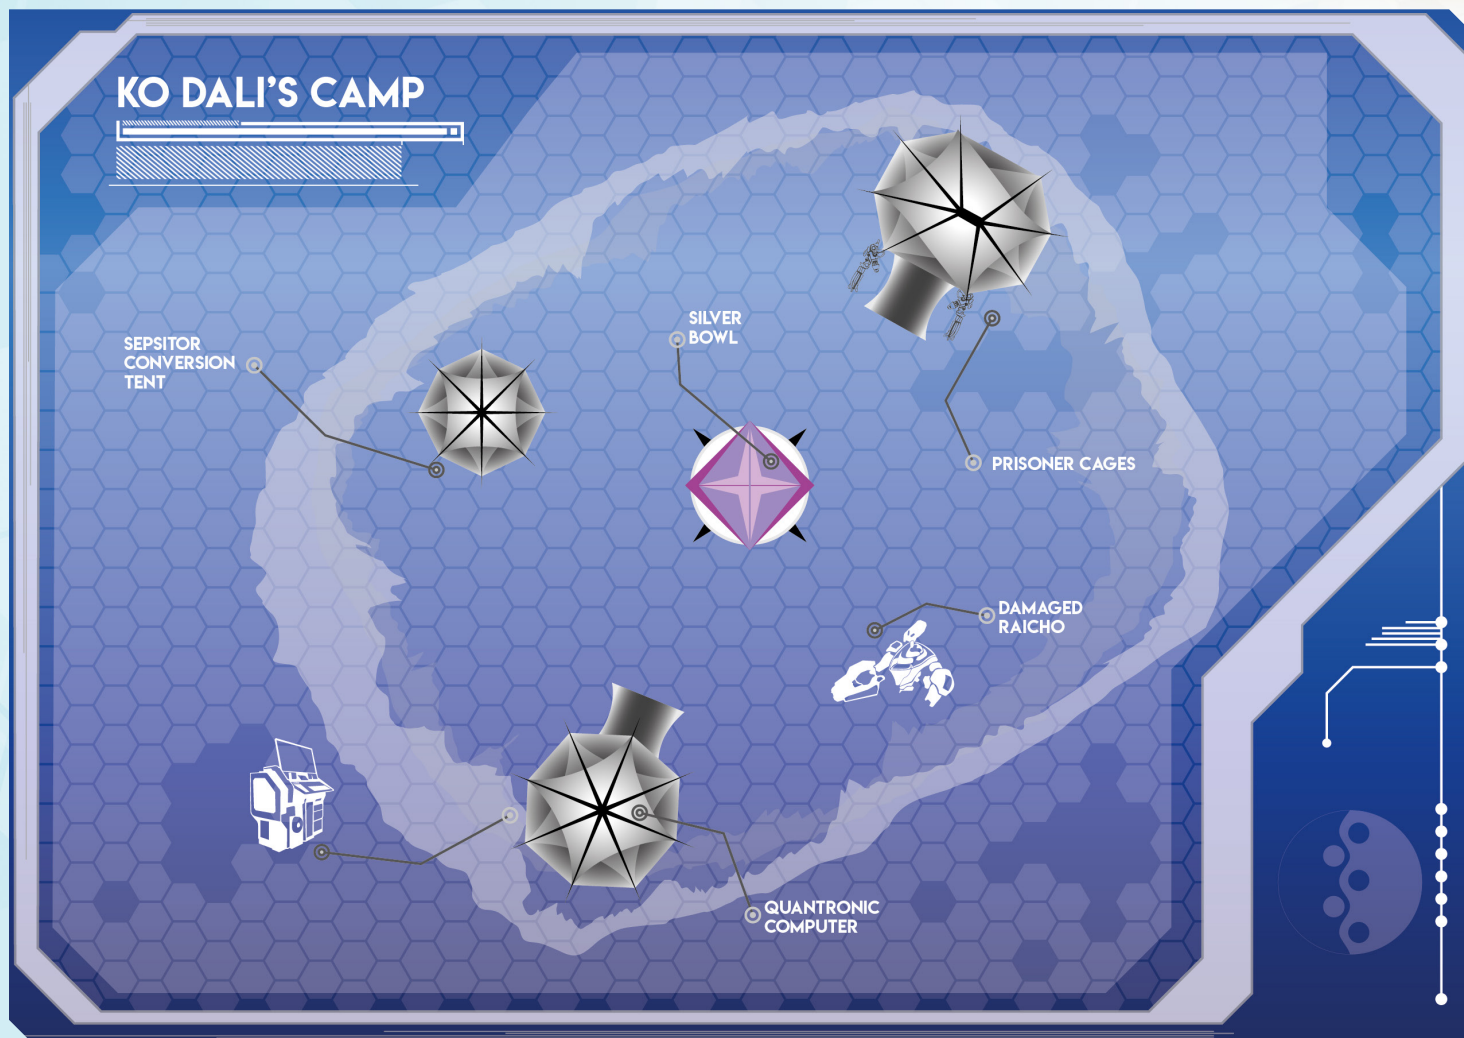 KO DALI'S CAMP
SILVER
BOWL
SEPSITOR
CONVERSION
TENT
PRISONER CAGES
DAMAGED
RAICHO
QUANTRONIC
COMPUTER